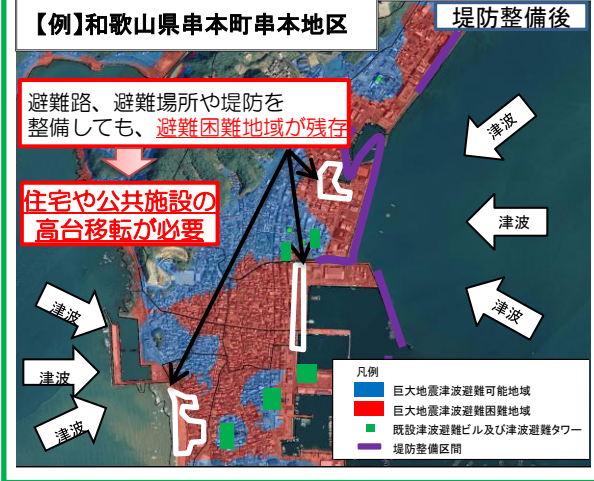 【例】和歌山県串本町串本地区
堤防整備後
避難路、避難場所や堤防を
整備しても、避難困難地域が残存
住宅や公共施設の
高台移転が必要
津波
津波
津波
津波
津波
津波
凡例
巨大地震津波避難可能地域
巨大地震津波避難困難地域
既設津波避難ビル及び津波避難タワー
堤防整備区間